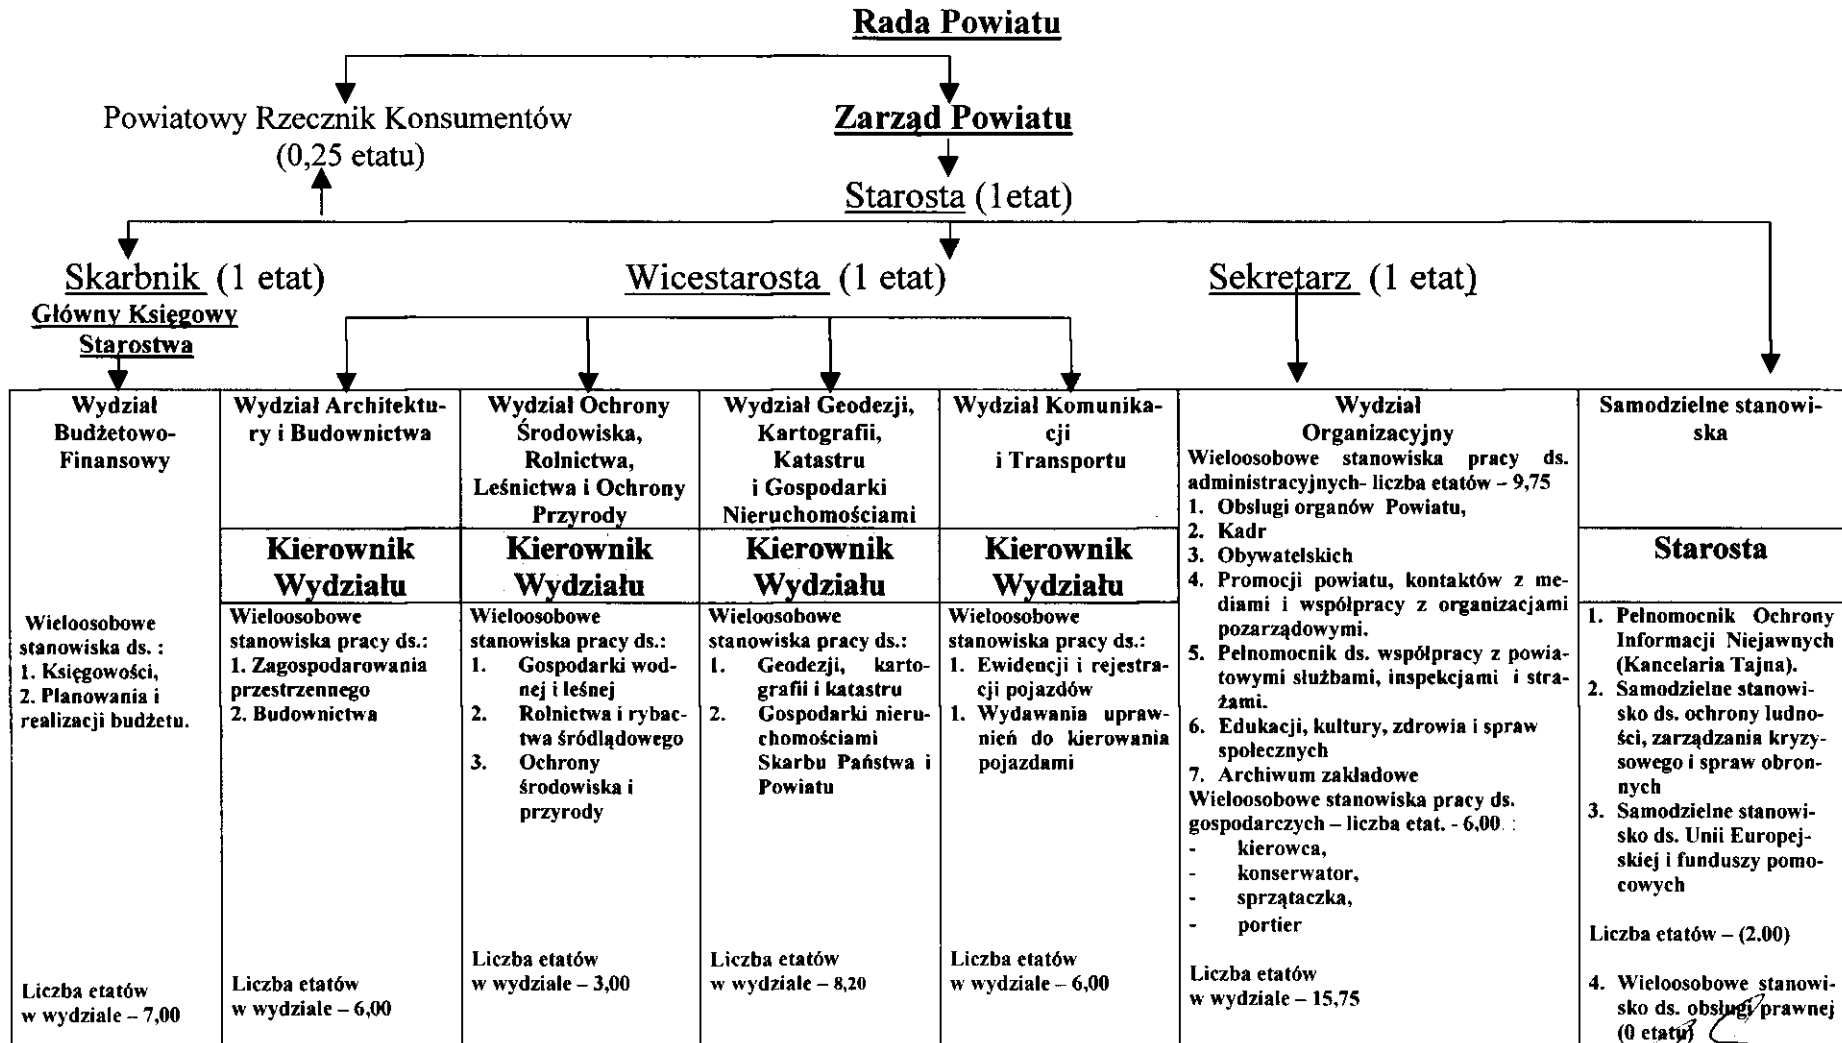 Rada Powiatu
Powiatowy Rzecznik Konsumentów
(0,25 etatu)
Zarząd Powiatu
Starosta (1etat)
Skarbnik (1 etat)
Główny Księgowy
Starostwa
Wicestarosta (1 etat)
Sekretarz (1 etat)
Wydział
Budżetowo-
Finansowy
Wieloosobowe
stanowiska ds. :
1. Księgowości,
2. Planowania i
realizacji budżetu.
Liczba etatów
w wydziale – 7,00
Wydział Architektu-
ry i Budownictwa
Kierownik
Wydziału
Wieloosobowe
stanowiska pracy ds.:
1. Zagospodarowania
przestrzennego
2. Budownictwa
Liczba etatów
w wydziale – 6,00
Wydział Ochrony
Środowiska,
Rolnictwa,
Leśnictwa i Ochrony
Przyrody
Kierownik
Wydziału
Wieloosobowe
stanowiska pracy ds.:
1. Gospodarki wod-
nej i leśnej
2. Rolnictwa i rybac-
twa śródlądowego
3. Ochrony
środowiska i
przyrody
Liczba etatów
w wydziale – 3,00
Wydział Geodezji,
Kartografii,
Katastru
i Gospodarki
Nieruchomościami
Kierownik
Wydziału
Wieloosobowe
stanowiska pracy ds.:
1. Geodezji, karto-
grafii i katastru
2. Gospodarki nieru-
chomościami
Skarbu Państwa i
Powiatu
Liczba etatów
w wydziale – 8,20
Wydział Komunika-
cji
i Transportu
Kierownik
Wydziału
Wieloosobowe
stanowiska pracy ds.:
1. Ewidencji i rejestra-
cji pojazdów
1. Wydawania upraw-
nień do kierowania
pojazdami
Liczba etatów
w wydziale – 6,00
Wydział
Organizacyjny
Wieloosobowe stanowiska pracy ds.
administracyjnych- liczba etatów – 9,75
1. Obsługi organów Powiatu,
2. Kadr
3. Obywatelskich
4. Promocji powiatu, kontaktów z me-
diami i współpracy z organizacjami
pozarządowymi.
5. Pełnomocnik ds. współpracy z powia-
towymi służbami, inspekcjami i stra-
żami.
6. Edukacji, kultury, zdrowia i spraw
społecznych
7. Archiwum zakładowe
Wieloosobowe stanowiska pracy ds.
gospodarczych – liczba etat. - 6,00 :
- kierowca,
- konserwator,
- sprzątaczka,
- portier
Liczba etatów
w wydziale – 15,75
Samodzielne stanowi-
ska
Starosta
1. Pełnomocnik Ochrony
Informacji Niejawnych
(Kancelaria Tajna).
2. Samodzielne stanowi-
sko ds. ochrony ludno-
ści, zarządzania kryzy-
sowego i spraw obron-
nych
3. Samodzielne stanowi-
sko ds. Unii Europej-
skiej i funduszy pomo-
cowych
Liczba etatów – (2.00)
4. Wieloosobowe stanowi-
sko ds. obsługi prawnej
(0 etatu)